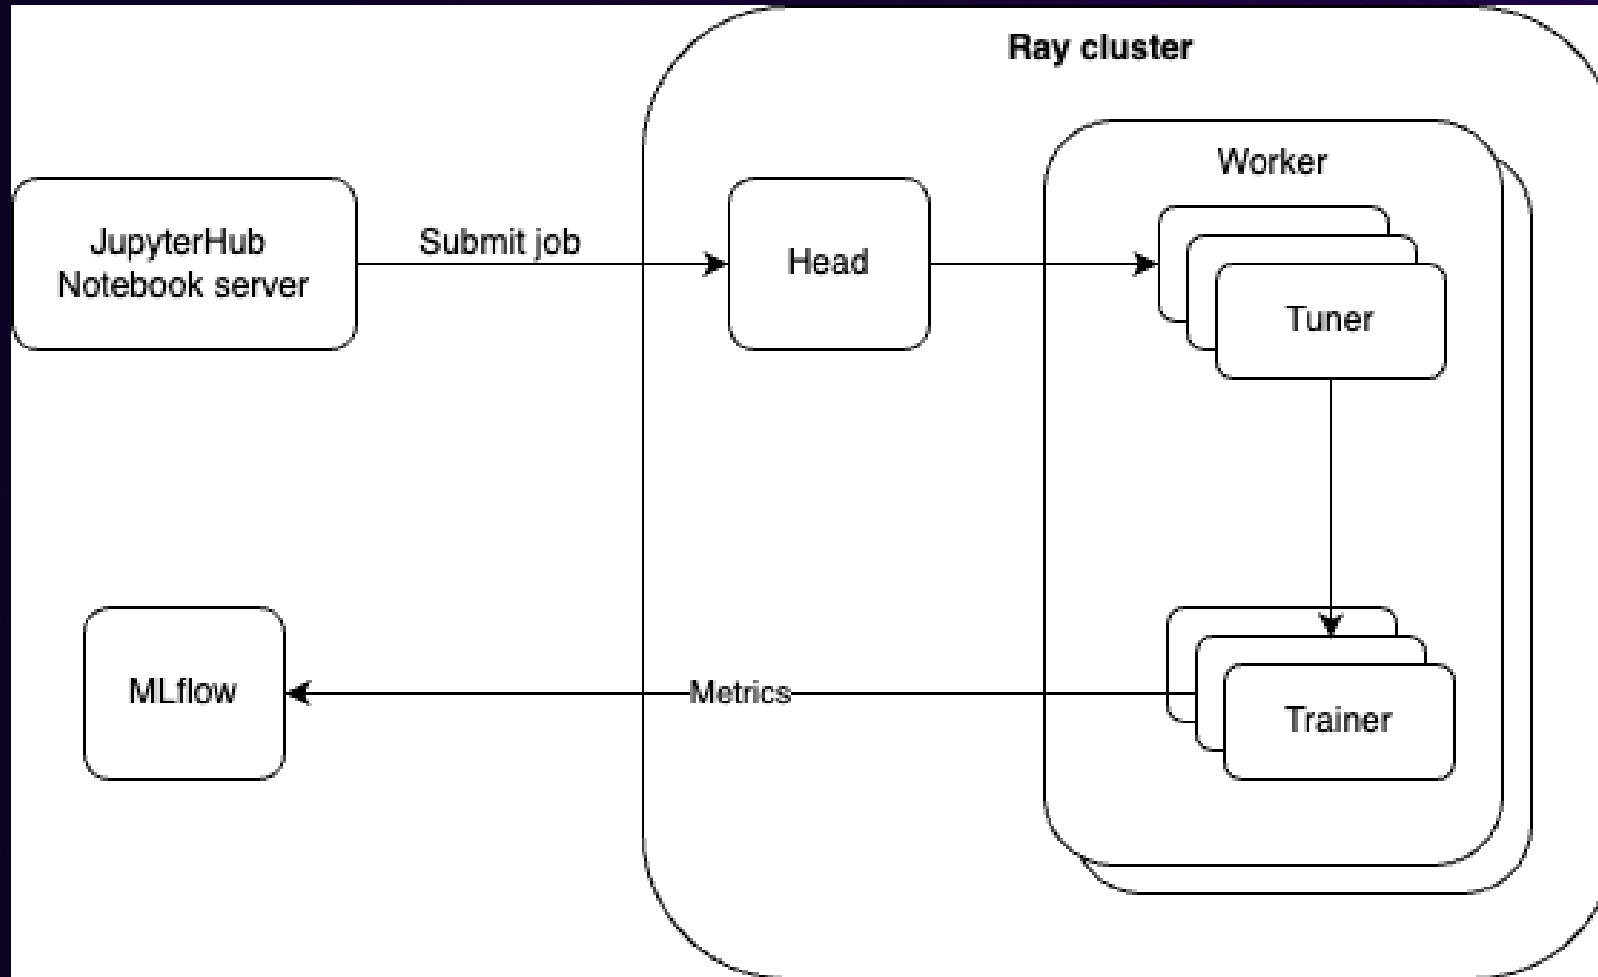 Ray cluster
Worker
JupyterHub
Notebook server
Submit job
Head
Tuner
MLflow
Metrics
Trainer